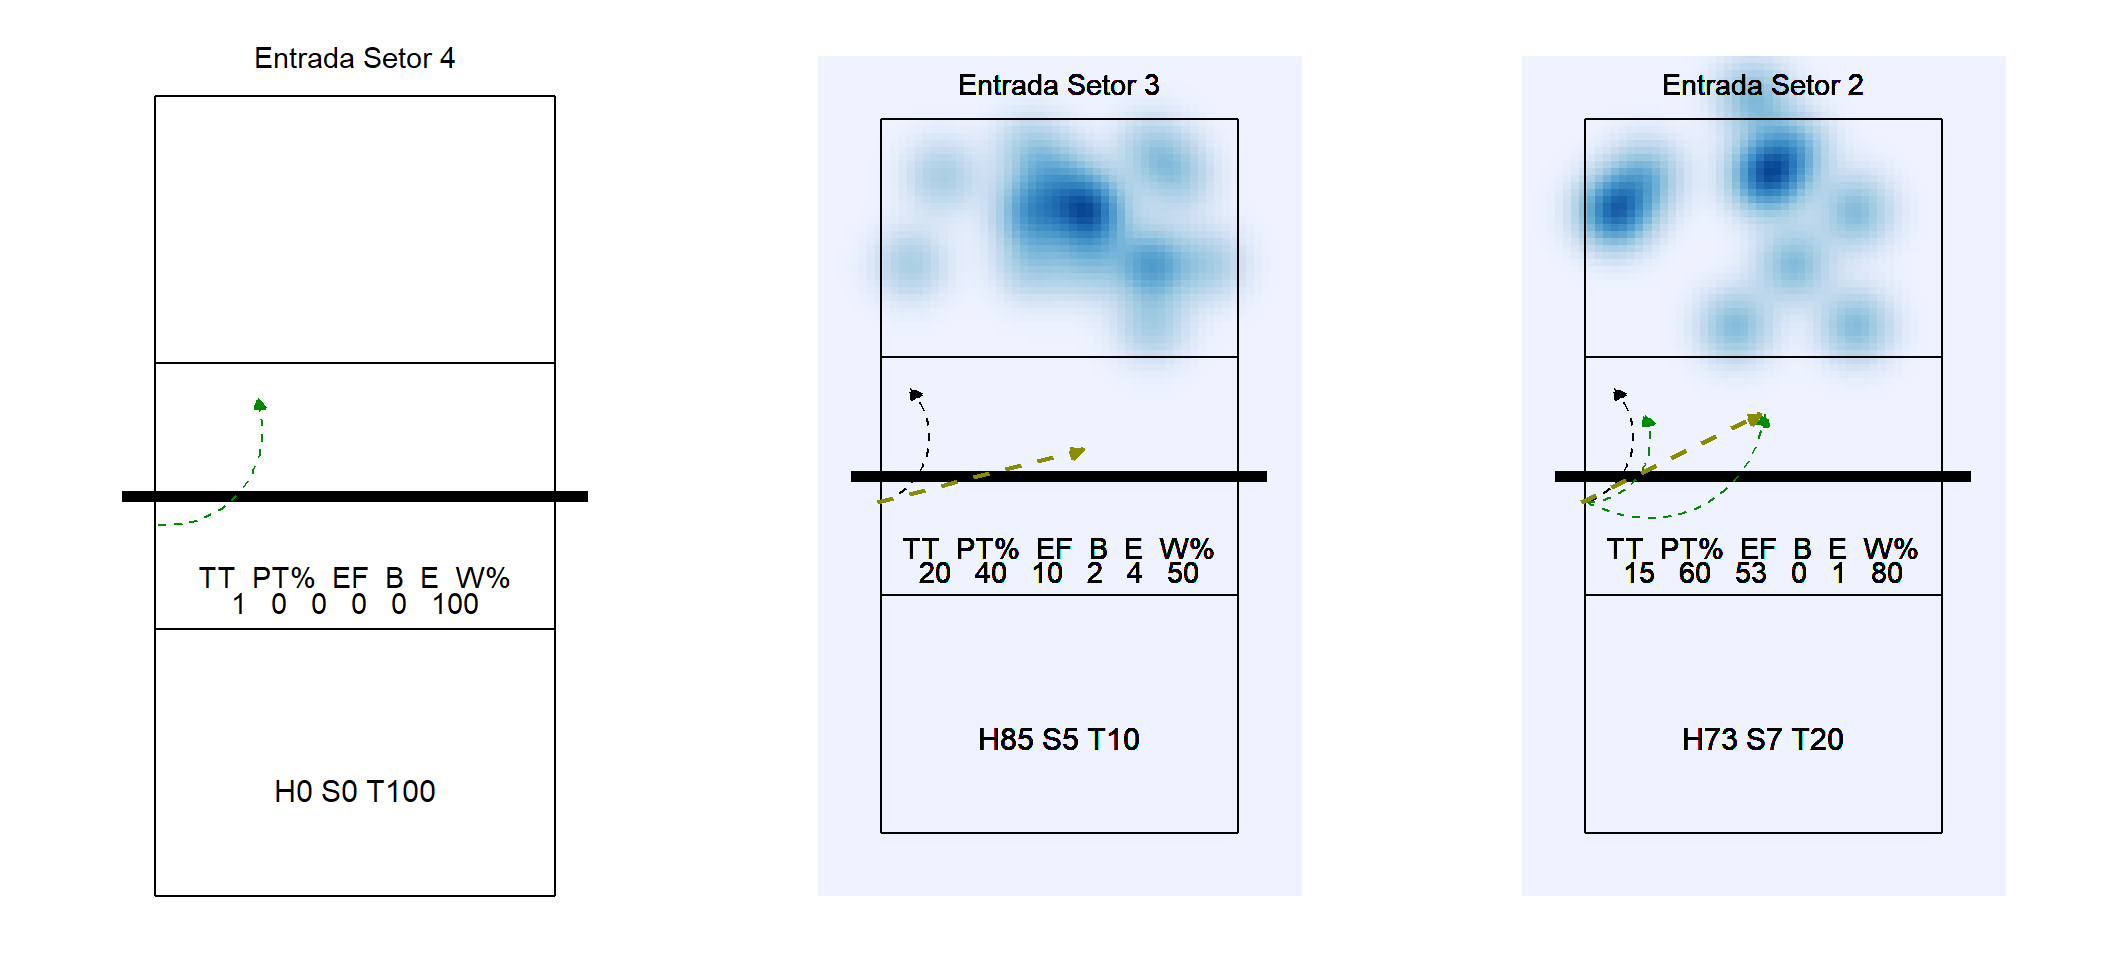 Entrada Setor 4
TT PT% EF B E W%
1 0 0 0 0 100
H0 S0 T100
Entrada Setor 3
TT PT% EF B E W%
20 40 10 2 4 50
H85 S5 T10
Entrada Setor 2
TT PT% EF B E W%
15 60 53 0 1 80
H73 S7 T20